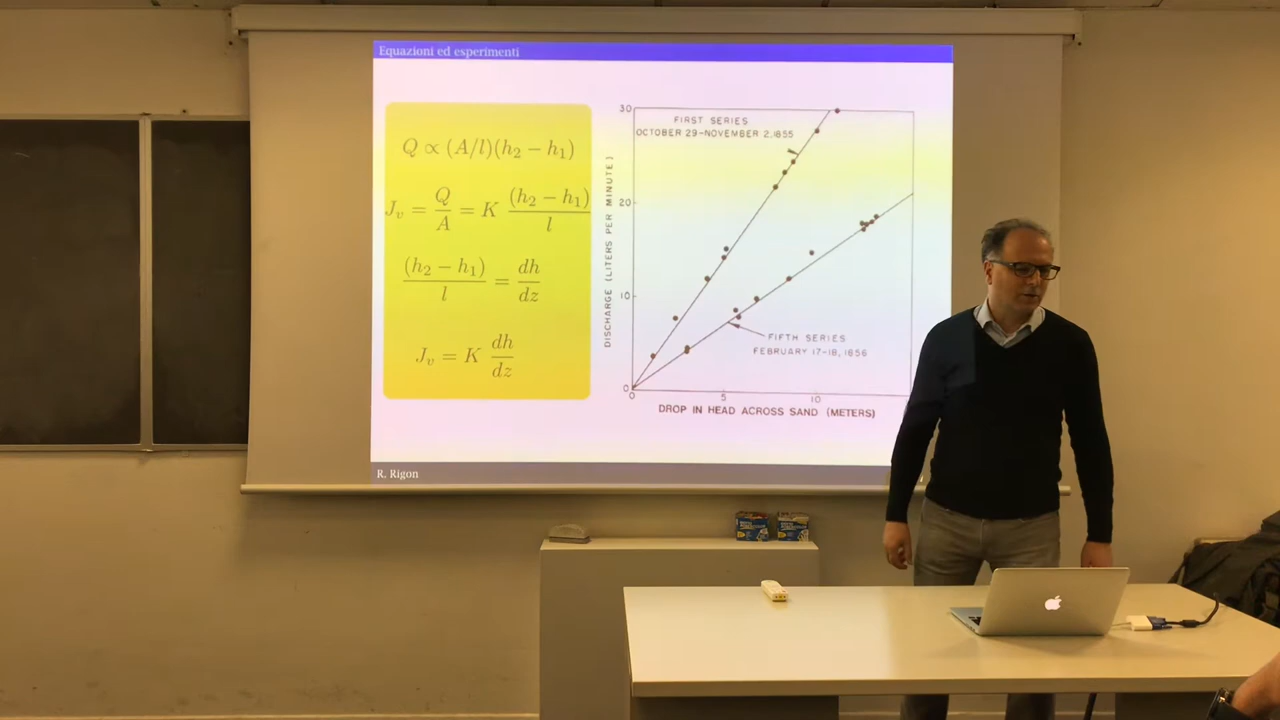 Equazioni ed esperimenti
Q ∝ (A/l)(h₂ − h₁)
J_v = Q/A = K (h₂ − h₁)/l
(h₂ − h₁)/l = dh/dz
J_v = K dh/dz
FIRST SERIES
OCTOBER 29-NOVEMBER 2, 1855
30
20
10
0
DISCHARGE (LITERS PER MINUTE)
FIFTH SERIES
FEBRUARY 17-18, 1856
0 5 10
DROP IN HEAD ACROSS SAND (METERS)
R. Rigon